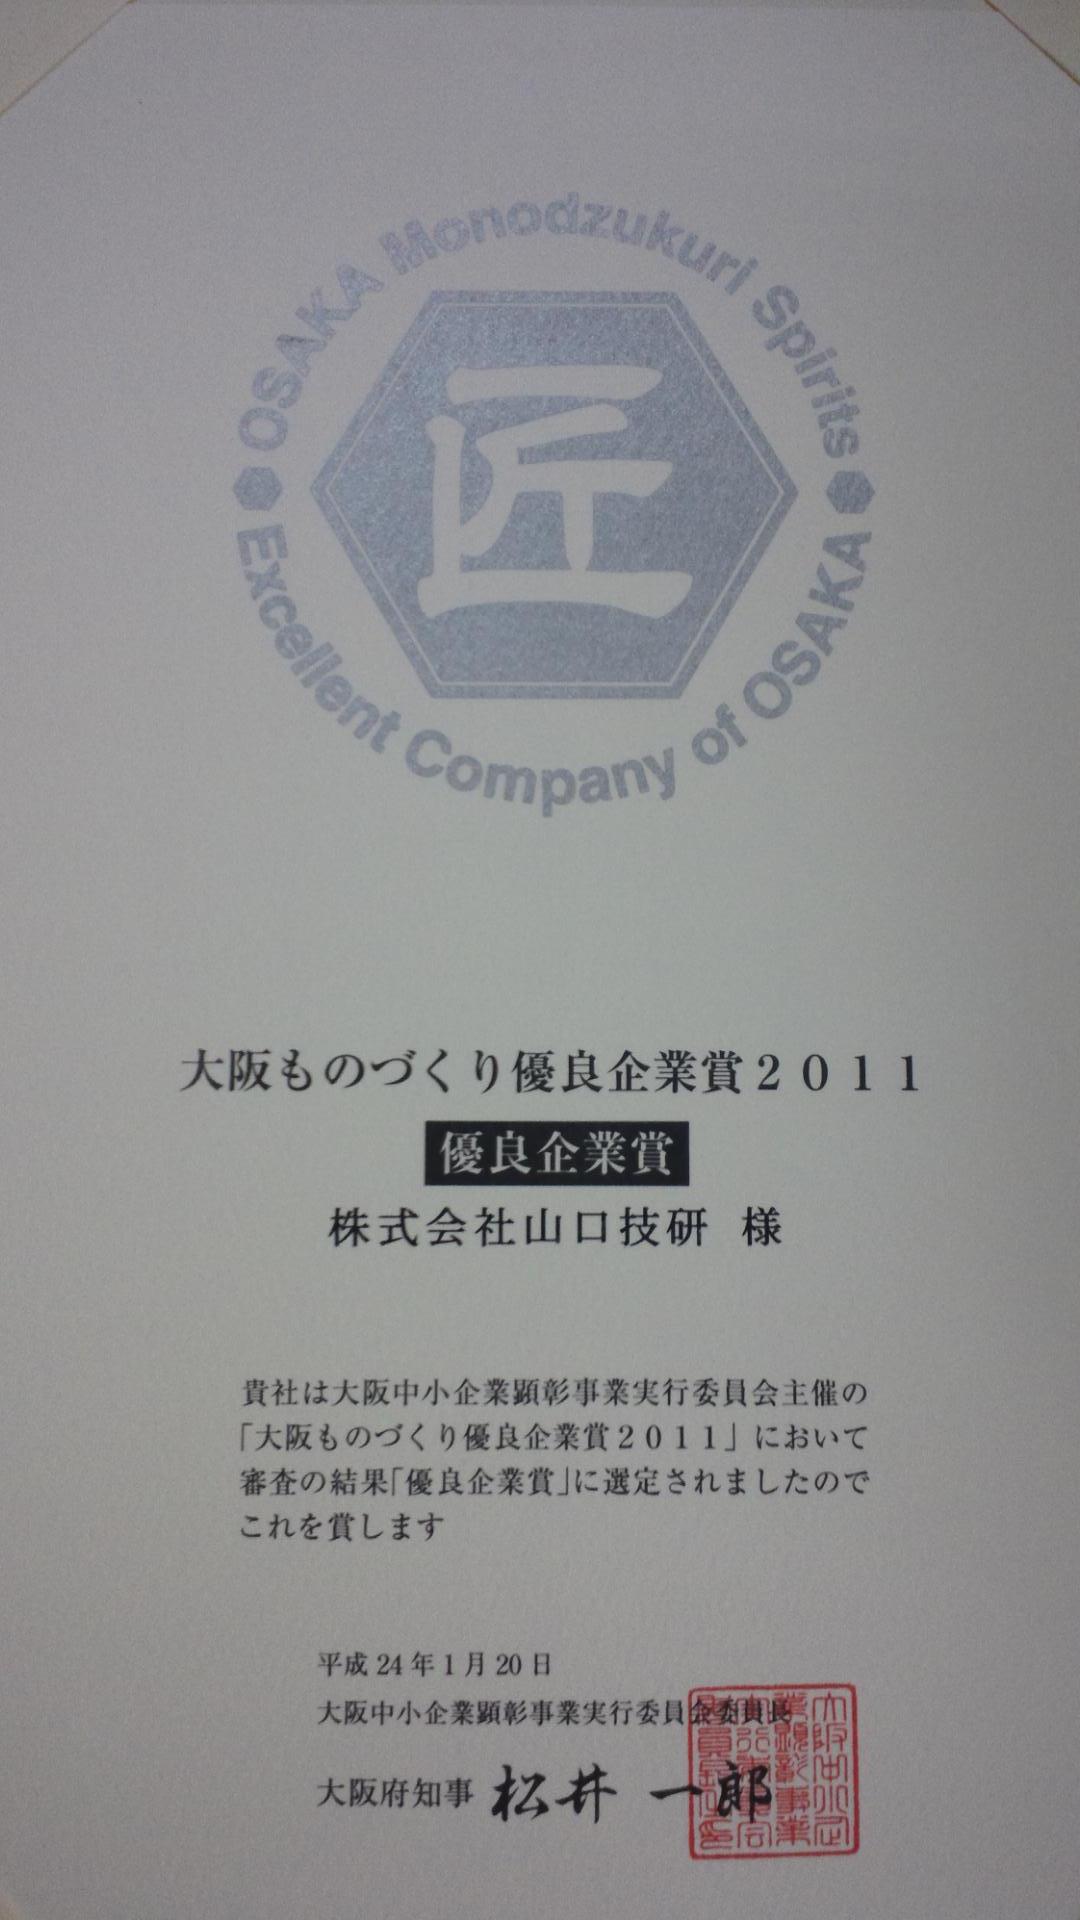 OSAKA Monodzukuri Spirits
匠
Excellent Company of OSAKA
大阪ものづくり優良企業賞２０１１
優良企業賞
株式会社山口技研 様
貴社は大阪中小企業顕彰事業実行委員会主催の
「大阪ものづくり優良企業賞２０１１」において
審査の結果「優良企業賞」に選定されましたので
これを賞します
平成24年1月20日
大阪中小企業顕彰事業実行委員会委員長
大阪府知事 松井 一郎